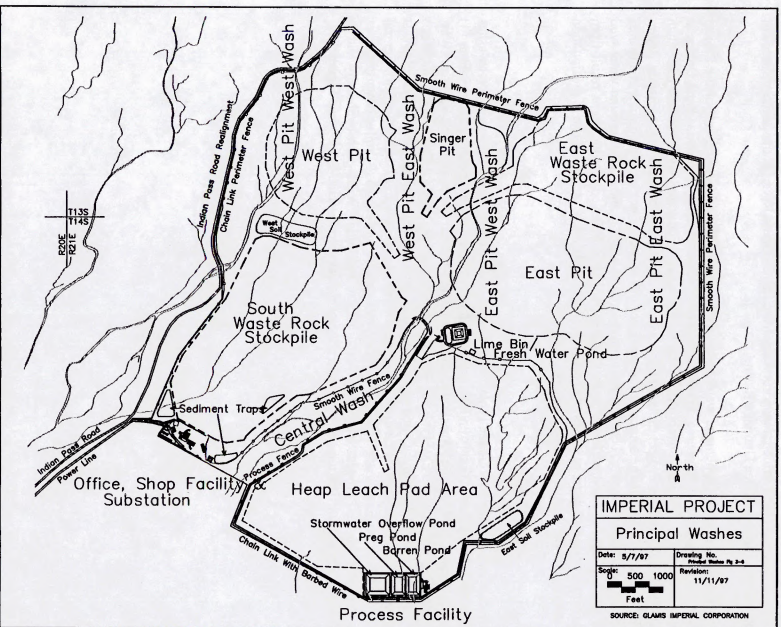 Smooth Wire Perimeter Fence
Indian Pass Road Realignment
Chain Link Perimeter Fence
West Pit West Wash
West Pit
West Pit East Wash
Singer
Pit
East Pit West Wash
East
Waste Rock
Stockpile
East Pit East Wash
Smooth Wire Perimeter Fence
T13S
T14S
R20E
R21E
West
Soil Stockpile
East Pit
South
Waste Rock
Stockpile
Lime Bin
Fresh Water Pond
Sediment Traps
Smooth Wire Fence
Central Wash
Indian Pass Road
Power Line
Process Fence
Office, Shop Facility &
Substation
Heap Leach Pad Area
North
Stormwater Overflow Pond
Preg Pond
Barren Pond
East Soil Stockpile
Chain Link With Barbed Wire
Process Facility
IMPERIAL PROJECT
Principal Washes
Date: 5/7/97
Drawing No.
Principal Washes Fig 3-6
Scale:
0 500 1000
Feet
Revision:
11/11/97
SOURCE: GLAMIS IMPERIAL CORPORATION